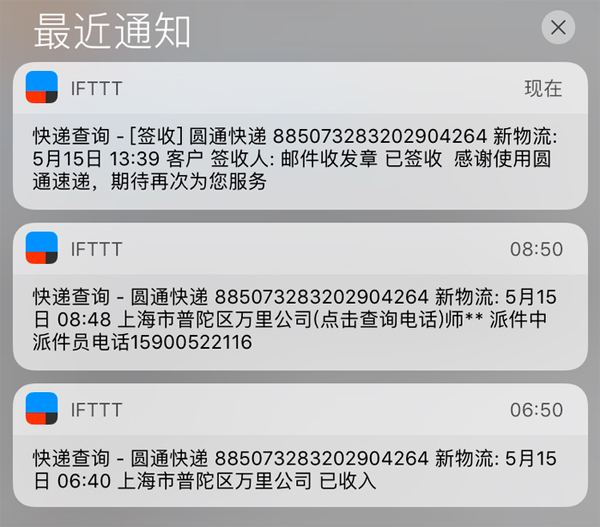 最近通知
IFTTT 现在
快递查询 - [签收] 圆通快递 885073283202904264 新物流:
5月15日 13:39 客户 签收人: 邮件收发章 已签收 感谢使用圆
通速递，期待再次为您服务
IFTTT 08:50
快递查询 - 圆通快递 885073283202904264 新物流: 5月15
日 08:48 上海市普陀区万里公司(点击查询电话)师** 派件中
派件员电话15900522116
IFTTT 06:50
快递查询 - 圆通快递 885073283202904264 新物流: 5月15
日 06:40 上海市普陀区万里公司 已收入